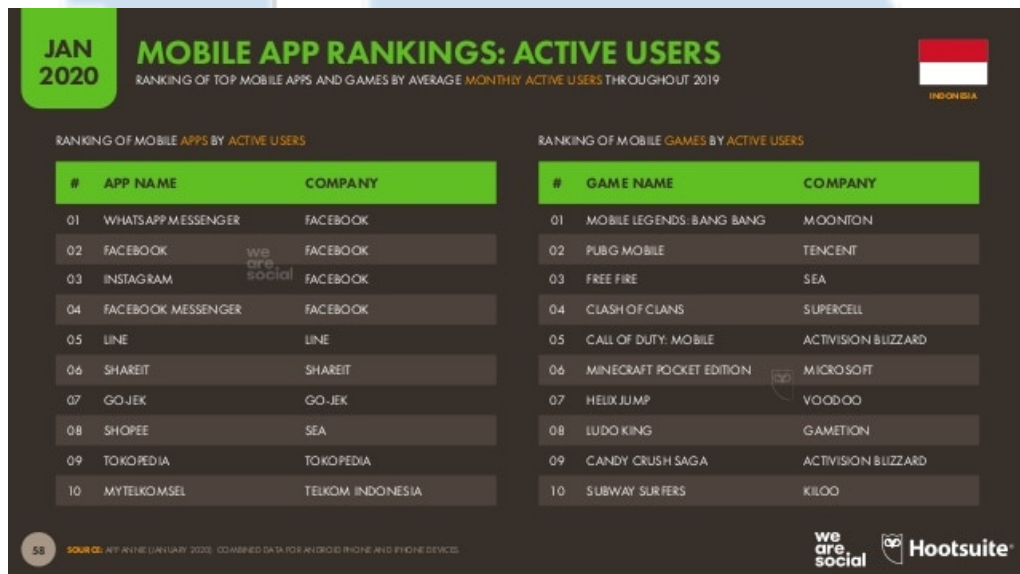 JAN
2020
MOBILE APP RANKINGS: ACTIVE USERS
RANKING OF TOP MOBILE APPS AND GAMES BY AVERAGE MONTHLY ACTIVE USERS THROUGHOUT 2019
INDONESIA
RANKING OF MOBILE APPS BY ACTIVE USERS
# APP NAME COMPANY
01 WHATSAPP MESSENGER FACEBOOK
02 FACEBOOK FACEBOOK
03 INSTAGRAM FACEBOOK
04 FACEBOOK MESSENGER FACEBOOK
05 LINE LINE
06 SHAREIT SHAREIT
07 GOJEK GO-JEK
08 SHOPEE SEA
09 TOKOPEDIA TOKOPEDIA
10 MYTELKOMSEL TELKOM INDONESIA
we
are
social
RANKING OF MOBILE GAMES BY ACTIVE USERS
# GAME NAME COMPANY
01 MOBILE LEGENDS: BANG BANG MOONTON
02 PUBG MOBILE TENCENT
03 FREE FIRE SEA
04 CLASH OF CLANS SUPERCELL
05 CALL OF DUTY: MOBILE ACTIVISION BLIZZARD
06 MINECRAFT POCKET EDITION MICROSOFT
07 HELIX JUMP VOODOO
08 LUDO KING GAMETION
09 CANDY CRUSH SAGA ACTIVISION BLIZZARD
10 SUBWAY SURFERS KILOO
58
SOURCE: APP ANNIE (JANUARY 2020). COMBINED DATA FOR ANDROID PHONE AND IPHONE DEVICES.
we
are
social
Hootsuite